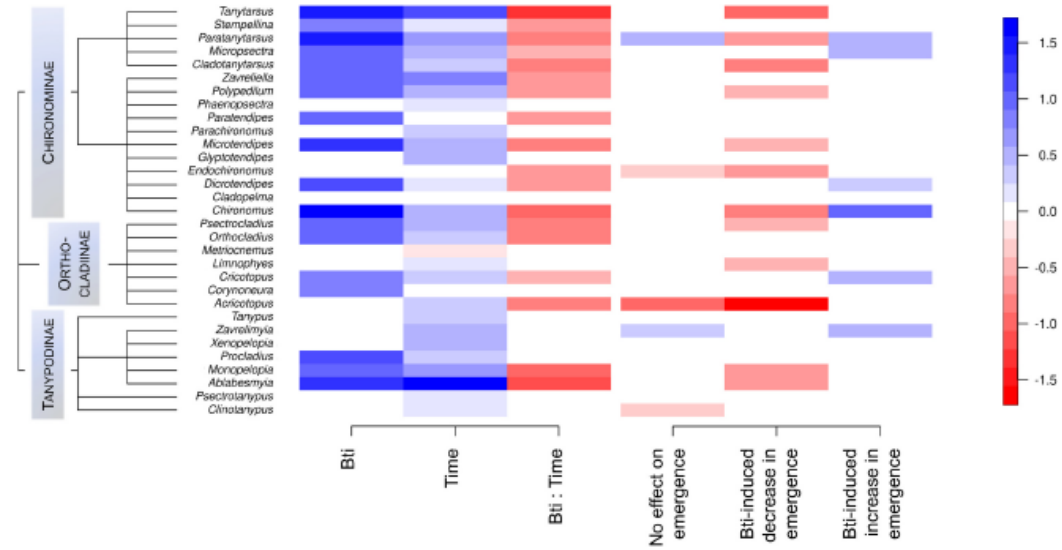 CHIRONOMINAE
ORTHO-
CLADIINAE
TANYPODINAE
Tanytarsus
Stempellina
Paratanytarsus
Micropsectra
Cladotanytarsus
Zavreliella
Polypedilum
Phaenopsectra
Paratendipes
Parachironomus
Microtendipes
Glyptotendipes
Endochironomus
Dicrotendipes
Cladopelma
Chironomus
Psectrocladius
Orthocladius
Metriocnemus
Limnophyes
Cricotopus
Corynoneura
Acricotopus
Tanypus
Zavrelimyia
Xenopelopia
Procladius
Monopelopia
Ablabesmyia
Psectrotanypus
Clinotanypus
Bti
Time
Bti : Time
No effect on
emergence
Bti-induced
decrease in
emergence
Bti-induced
increase in
emergence
1.5
1.0
0.5
0.0
-0.5
-1.0
-1.5